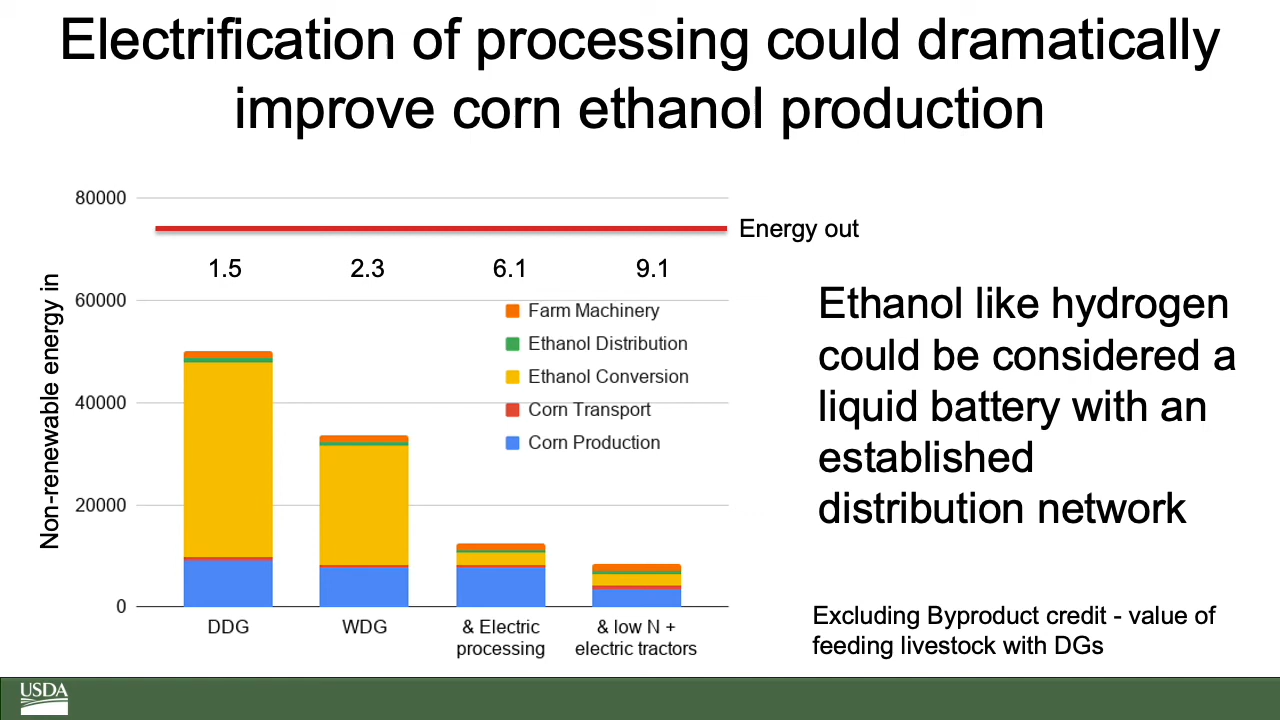 Electrification of processing could dramatically
improve corn ethanol production
80000
60000
40000
20000
0
Non-renewable energy in
Energy out
1.5
2.3
6.1
9.1
Farm Machinery
Ethanol Distribution
Ethanol Conversion
Corn Transport
Corn Production
DDG
WDG
& Electric
processing
& low N +
electric tractors
Ethanol like hydrogen
could be considered a
liquid battery with an
established
distribution network
Excluding Byproduct credit - value of
feeding livestock with DGs
USDA